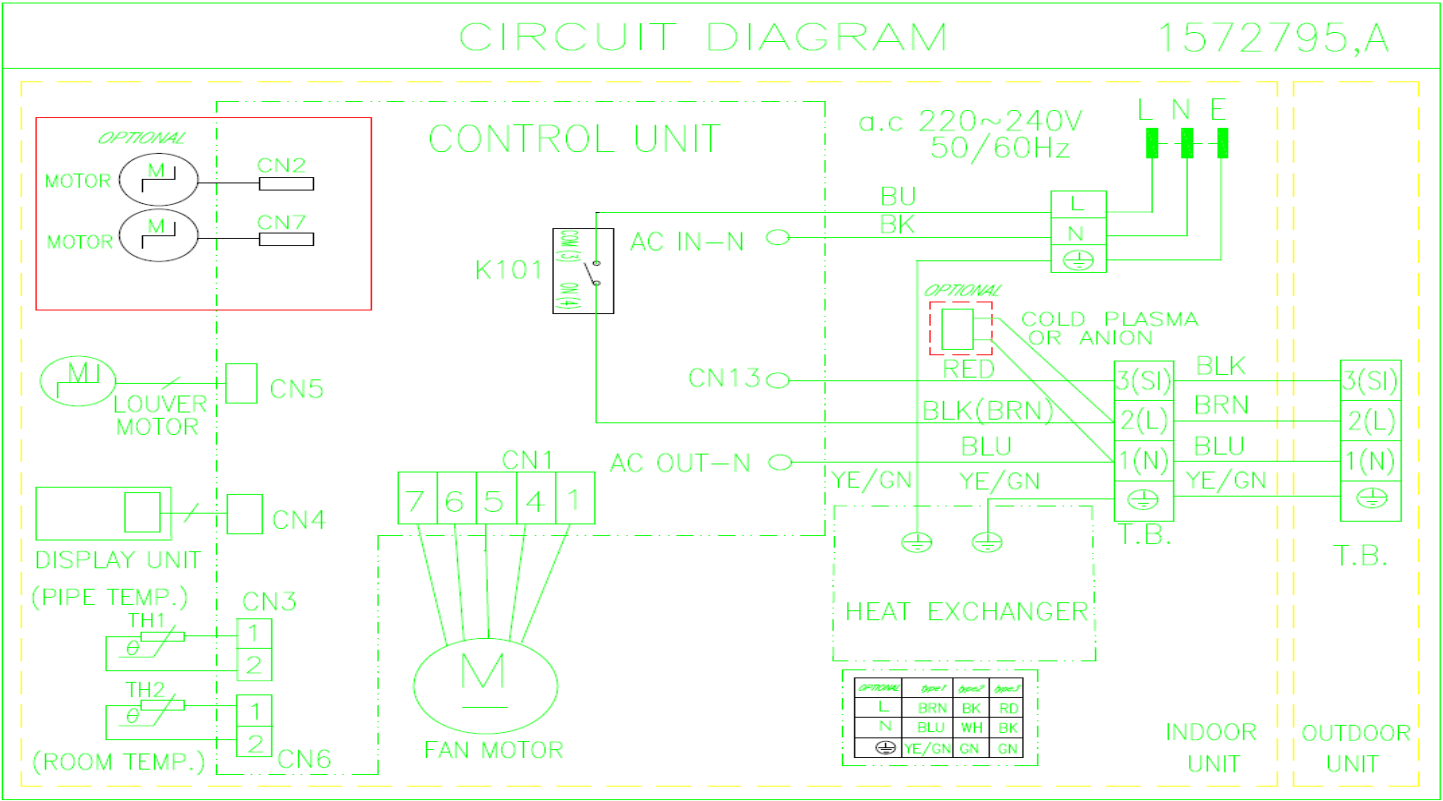 CIRCUIT DIAGRAM 1572795,A
OPTIONAL
MOTOR M CN2
MOTOR M CN7
CONTROL UNIT
a.c 220~240V
50/60Hz
L N E
BU
BK
L
N
AC IN-N
K101
COM (3)
ON (4)
OPTIONAL
COLD PLASMA
OR ANION
M
LOUVER
MOTOR
CN5
CN13
RED
3(SI)
BLK
3(SI)
BLK(BRN)
2(L)
BRN
2(L)
AC OUT-N
BLU
1(N)
BLU
1(N)
YE/GN
YE/GN
YE/GN
T.B.
T.B.
CN1
7 6 5 4 1
DISPLAY UNIT
CN4
(PIPE TEMP.)
TH1
θ
CN3
1
2
TH2
θ
1
2
CN6
(ROOM TEMP.)
M
FAN MOTOR
HEAT EXCHANGER
OPTIONAL type1 type2 type3
L BRN BK RD
N BLU WH BK
YE/GN GN GN
INDOOR
UNIT
OUTDOOR
UNIT